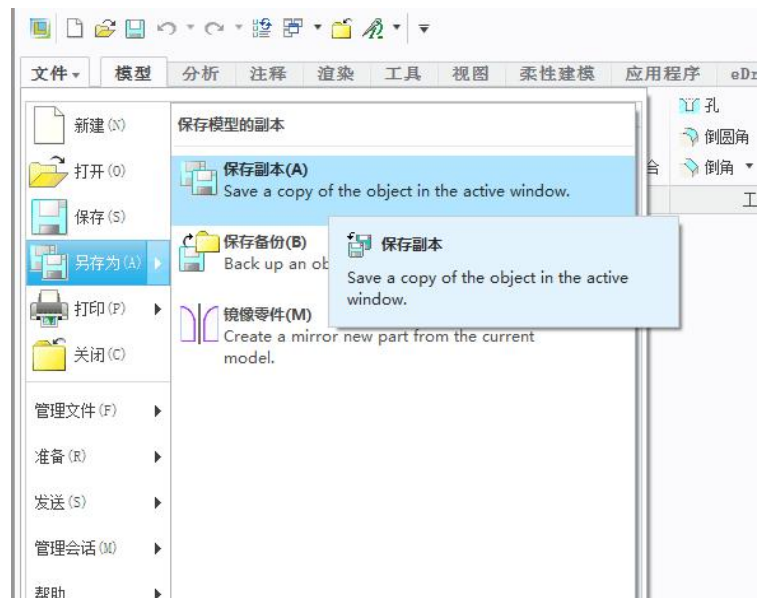 文件 模型 分析 注释 渲染 工具 视图 柔性建模 应用程序 eDr
孔
倒圆角
合 倒角
工
新建(N)
打开(O)
保存(S)
另存为(A)
打印(P)
关闭(C)
管理文件(F)
准备(R)
发送(S)
管理会话(M)
帮助
保存模型的副本
保存副本(A)
Save a copy of the object in the active window.
保存备份(B)
Back up an ob
镜像零件(M)
Create a mirror new part from the current
model.
保存副本
Save a copy of the object in the active
window.